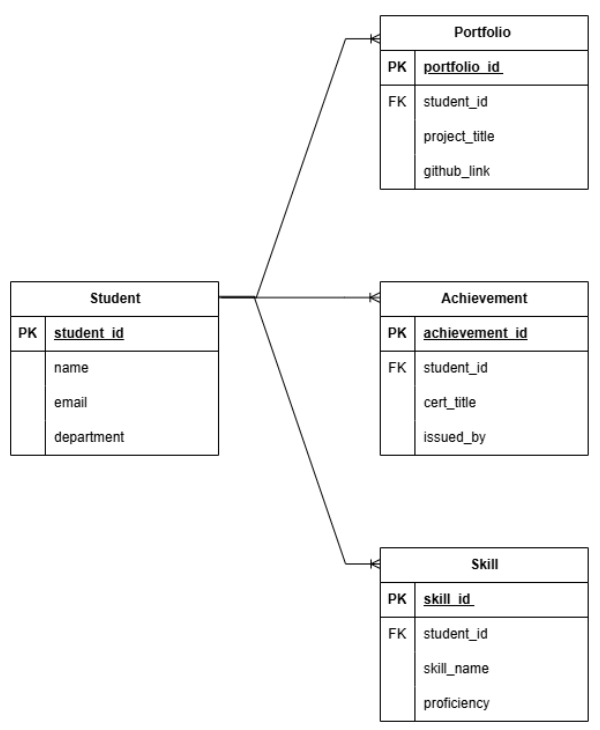 Portfolio
PK portfolio_id
FK student_id
project_title
github_link
Student
PK student_id
name
email
department
Achievement
PK achievement_id
FK student_id
cert_title
issued_by
Skill
PK skill_id
FK student_id
skill_name
proficiency